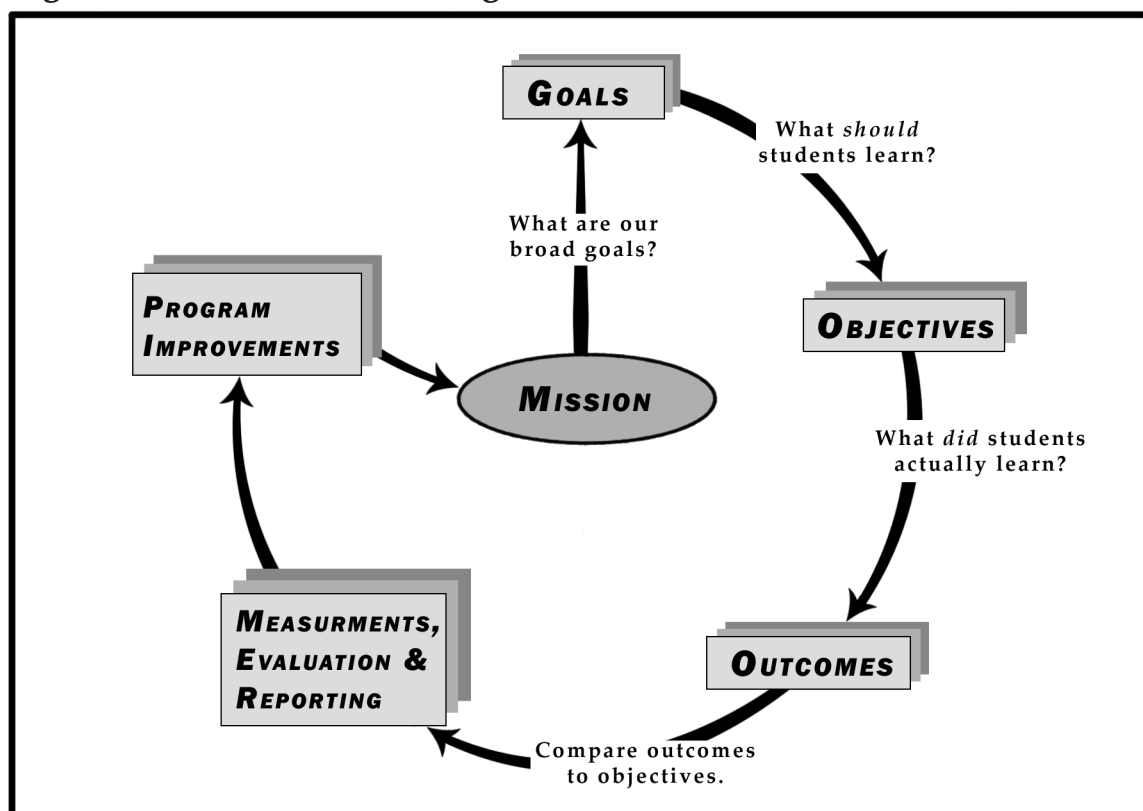 GOALS
What should
students learn?
What are our
broad goals?
PROGRAM
IMPROVEMENTS
OBJECTIVES
MISSION
What did students
actually learn?
MEASURMENTS,
EVALUATION &
REPORTING
OUTCOMES
Compare outcomes
to objectives.